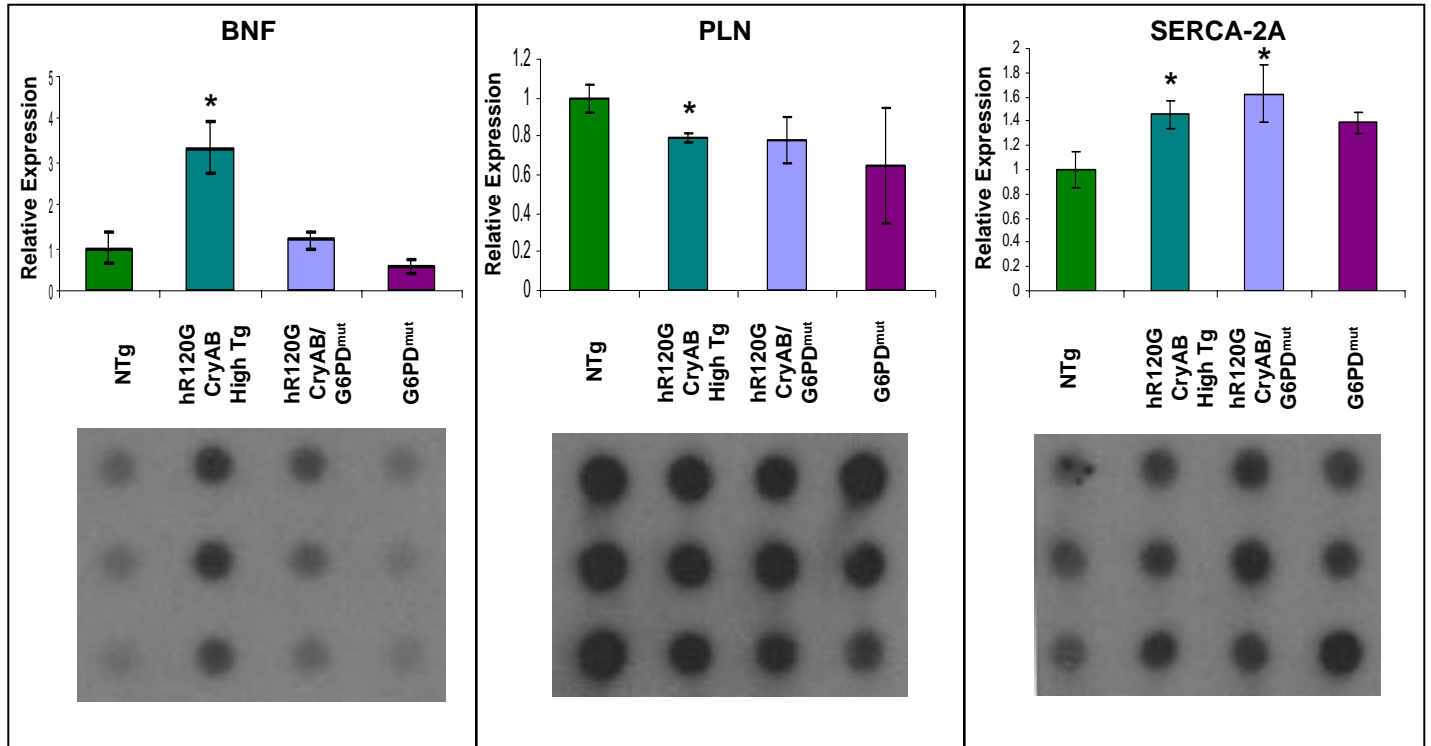 BNF
Relative Expression
5
4
3
2
1
0
*
NTg
hR120G
CryAB
High Tg
hR120G
CryAB/
G6PDmut
G6PDmut
PLN
Relative Expression
1.2
1
0.8
0.6
0.4
0.2
0
*
NTg
hR120G
CryAB
High Tg
hR120G
CryAB/
G6PDmut
G6PDmut
SERCA-2A
Relative Expression
2
1.8
1.6
1.4
1.2
1
0.8
0.6
0.4
0.2
0
*
*
NTg
hR120G
CryAB
High Tg
hR120G
CryAB/
G6PDmut
G6PDmut